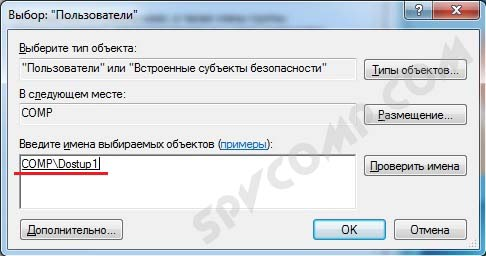 Выбор: "Пользователи"
Выберите тип объекта:
"Пользователи" или "Встроенные субъекты безопасности"
Типы объектов...
В следующем месте:
COMP
Размещение...
Введите имена выбираемых объектов (примеры):
COMP\Dostup1
Проверить имена
Дополнительно...
OK
Отмена
SPYCOMP.COM